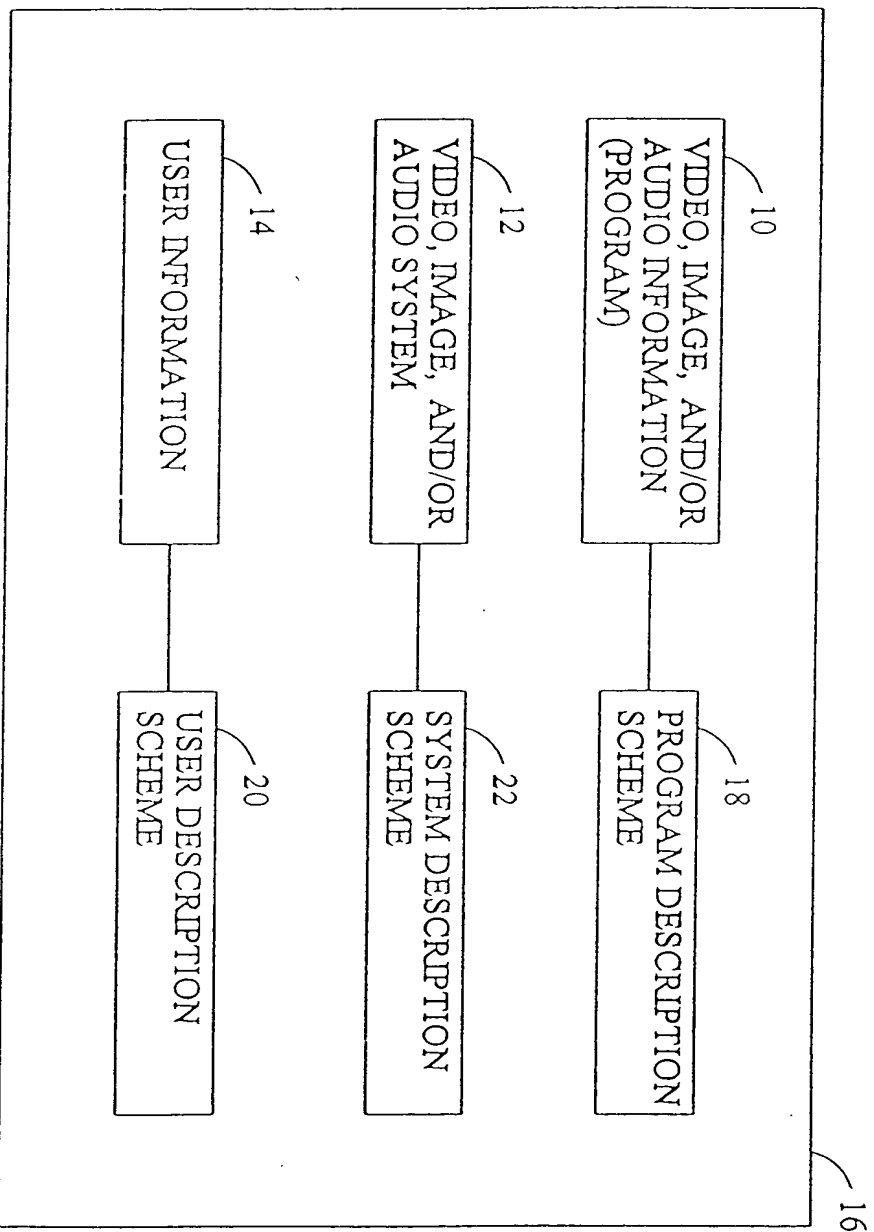 16
10
VIDEO, IMAGE, AND/OR
AUDIO INFORMATION
(PROGRAM)
18
PROGRAM DESCRIPTION
SCHEME
12
VIDEO, IMAGE, AND/OR
AUDIO SYSTEM
22
SYSTEM DESCRIPTION
SCHEME
14
USER INFORMATION
20
USER DESCRIPTION
SCHEME